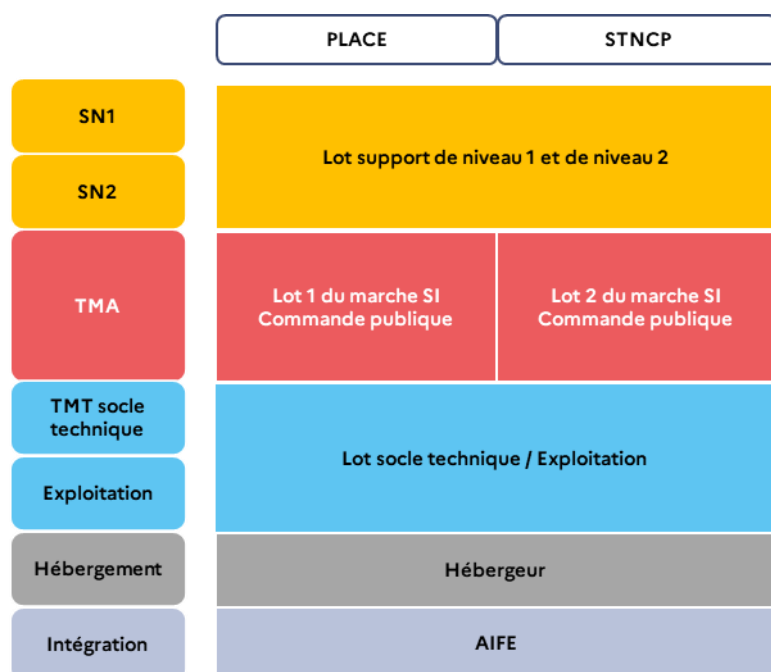 PLACE
STNCP
SN1
Lot support de niveau 1 et de niveau 2
SN2
TMA
Lot 1 du marche SI
Commande publique
Lot 2 du marche SI
Commande publique
TMT socle
technique
Lot socle technique / Exploitation
Exploitation
Hébergement
Hébergeur
Intégration
AIFE